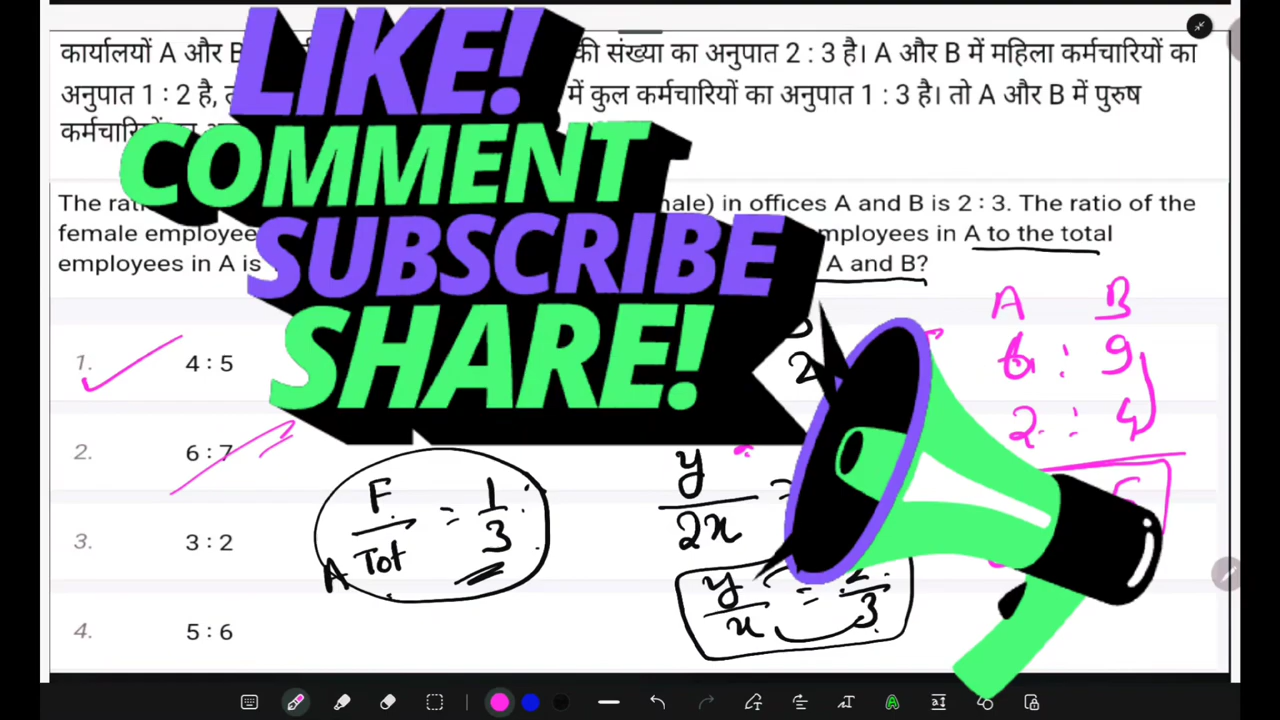 कार्यालयों A और B
की संख्या का अनुपात 2 : 3 है। A और B में महिला कर्मचारियों का
अनुपात 1 : 2 है,
में कुल कर्मचारियों का अनुपात 1 : 3 है। तो A और B में पुरुष
LIKE!
COMMENT
SUBSCRIBE
SHARE!
The
male) in offices A and B is 2 : 3. The ratio of the
female
employees in A to the total
employees in A is
A and B?
A B
6 : 9
2 : 4
1. 4 : 5
2. 6 : 7
3. 3 : 2
4. 5 : 6
F
Tot = 1/3
A
y
2x =
y/x = 2/3